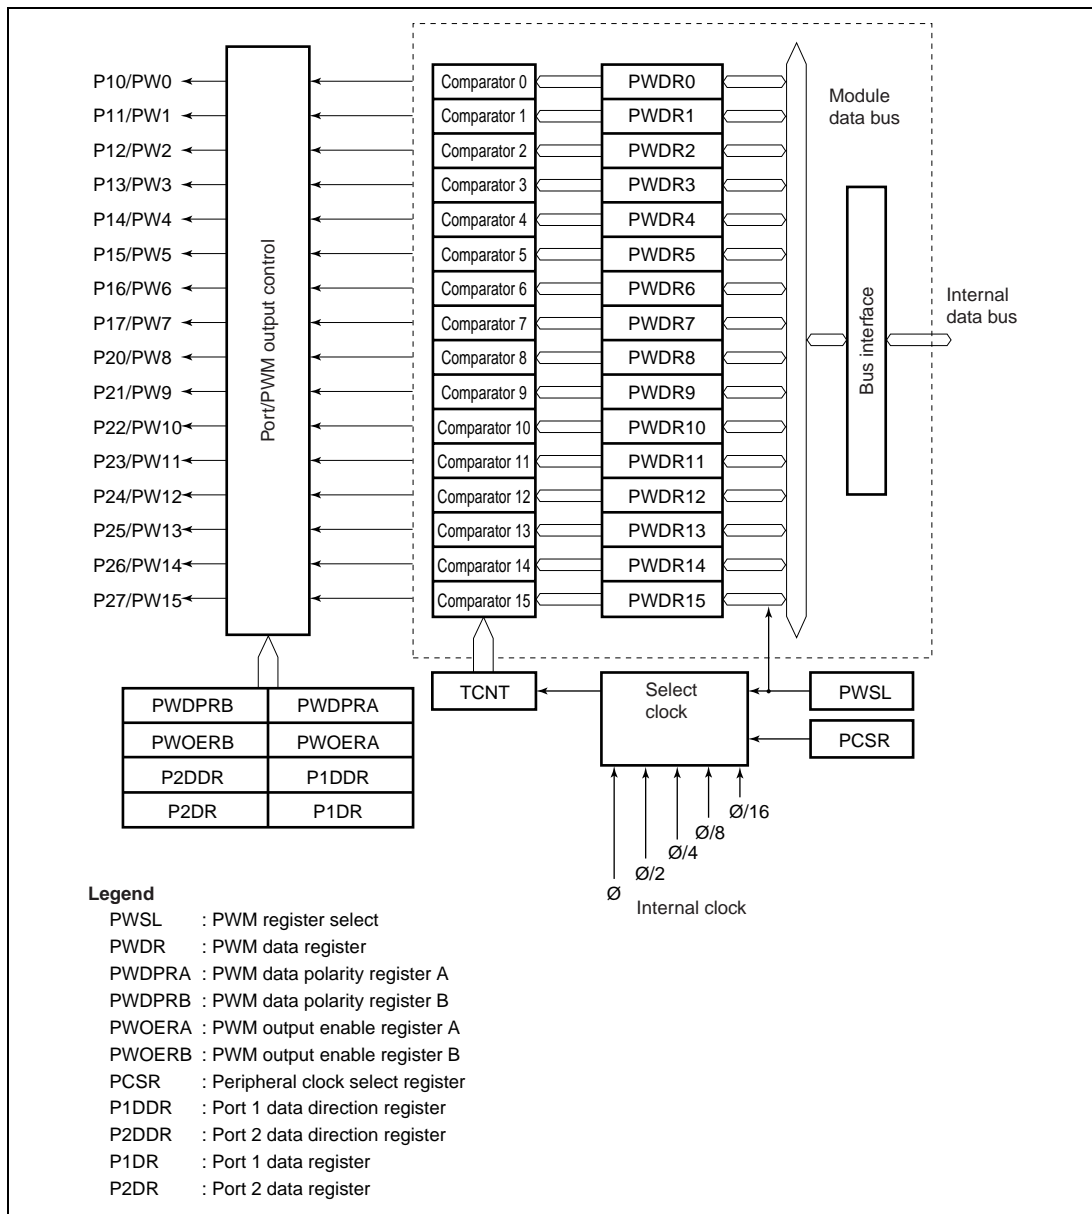 P10/PW0
P11/PW1
P12/PW2
P13/PW3
P14/PW4
P15/PW5
P16/PW6
P17/PW7
P20/PW8
P21/PW9
P22/PW10
P23/PW11
P24/PW12
P25/PW13
P26/PW14
P27/PW15
Port/PWM output control
Comparator 0
Comparator 1
Comparator 2
Comparator 3
Comparator 4
Comparator 5
Comparator 6
Comparator 7
Comparator 8
Comparator 9
Comparator 10
Comparator 11
Comparator 12
Comparator 13
Comparator 14
Comparator 15
PWDR0
PWDR1
PWDR2
PWDR3
PWDR4
PWDR5
PWDR6
PWDR7
PWDR8
PWDR9
PWDR10
PWDR11
PWDR12
PWDR13
PWDR14
PWDR15
Module
data bus
Bus interface
Internal
data bus
PWDPRB PWDPRA
PWOERB PWOERA
P2DDR P1DDR
P2DR P1DR
TCNT
Select
clock
PWSL
PCSR
Ø/16
Ø/8
Ø/4
Ø/2
Ø
Internal clock
Legend
PWSL : PWM register select
PWDR : PWM data register
PWDPRA : PWM data polarity register A
PWDPRB : PWM data polarity register B
PWOERA : PWM output enable register A
PWOERB : PWM output enable register B
PCSR : Peripheral clock select register
P1DDR : Port 1 data direction register
P2DDR : Port 2 data direction register
P1DR : Port 1 data register
P2DR : Port 2 data register